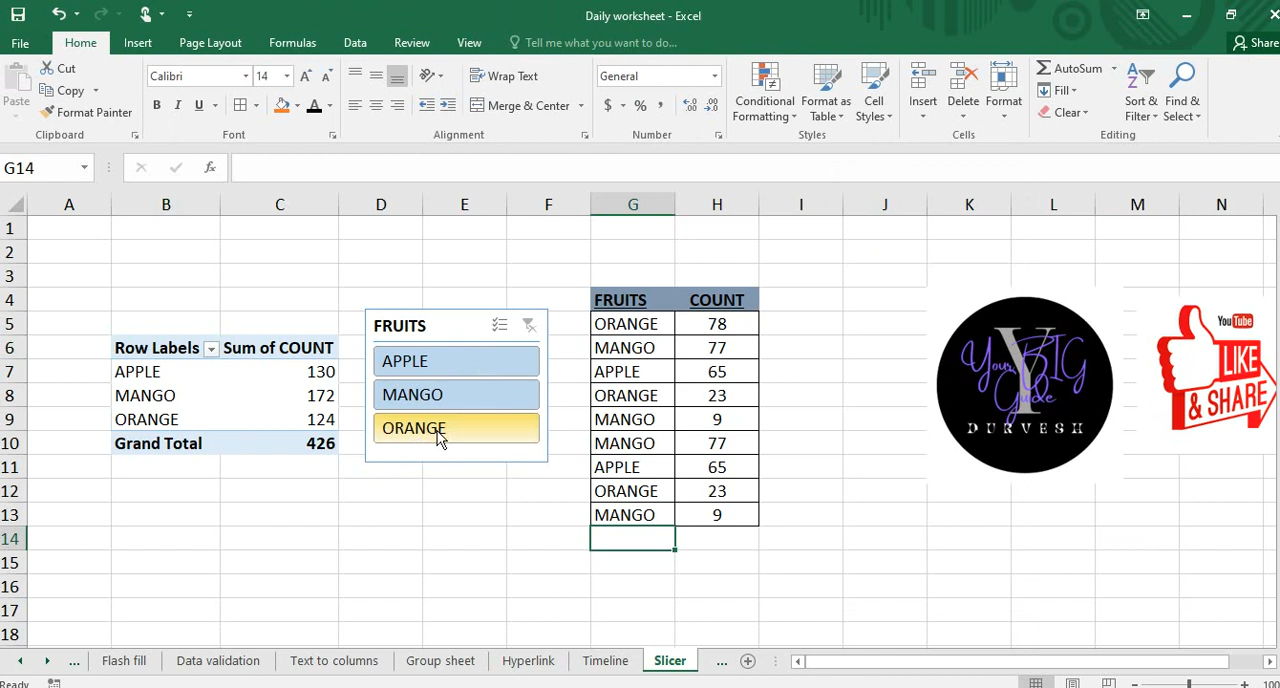 Daily worksheet - Excel
File Home Insert Page Layout Formulas Data Review View Tell me what you want to do... Share
Cut
Copy
Format Painter
Paste
Clipboard
Calibri 14
B I U A
Font
Wrap Text
Merge & Center
Alignment
General
$ % ,
Number
Conditional Formatting
Format as Table
Cell Styles
Styles
Insert Delete Format
Cells
AutoSum
Fill
Clear
Sort & Filter
Find & Select
Editing
G14 fx
A B C D E F G H I J K L M N
1
2
3
4
5
6
7
8
9
10
11
12
13
14
15
16
17
18
Row Labels Sum of COUNT
APPLE 130
MANGO 172
ORANGE 124
Grand Total 426
FRUITS
APPLE
MANGO
ORANGE
FRUITS COUNT
ORANGE 78
MANGO 77
APPLE 65
ORANGE 23
MANGO 9
MANGO 77
APPLE 65
ORANGE 23
MANGO 9
Your BIG
Y
Guide
DURVESH
YouTube
LIKE
& SHARE
... Flash fill Data validation Text to columns Group sheet Hyperlink Timeline Slicer ...
Ready
100